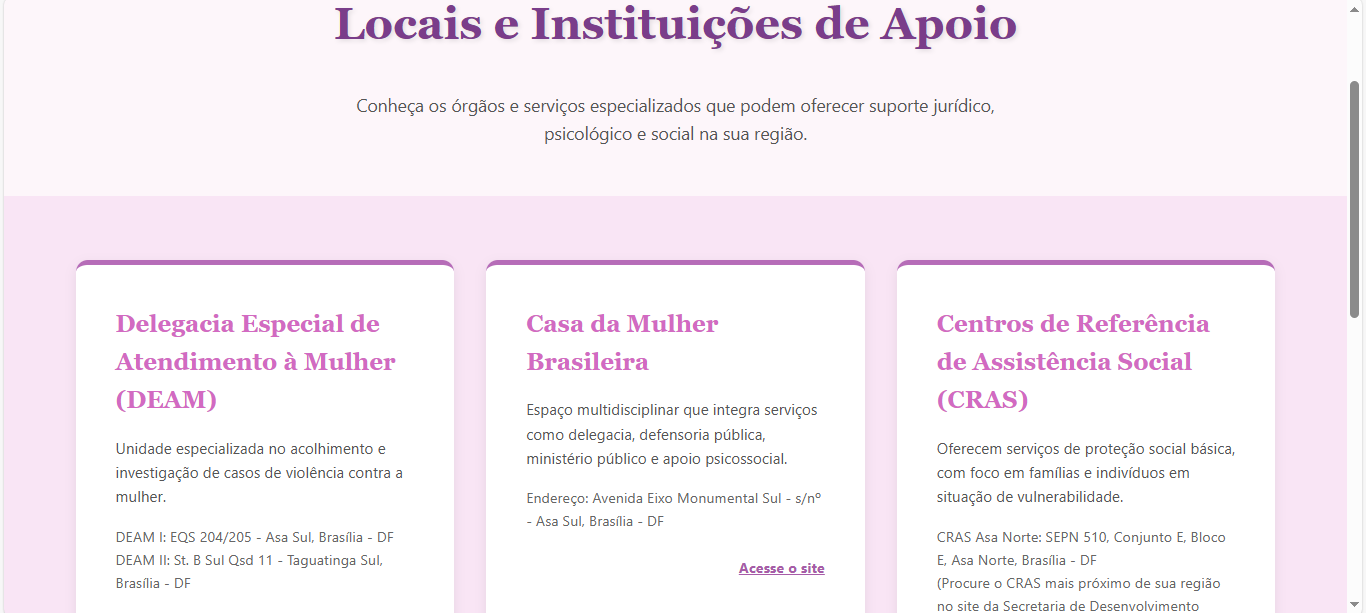 Locais e Instituições de Apoio
Conheça os órgãos e serviços especializados que podem oferecer suporte jurídico,
psicológico e social na sua região.
Delegacia Especial de
Atendimento à Mulher
(DEAM)
Unidade especializada no acolhimento e
investigação de casos de violência contra a
mulher.
DEAM I: EQS 204/205 - Asa Sul, Brasília - DF
DEAM II: St. B Sul Qsd 11 - Taguatinga Sul,
Brasília - DF
Casa da Mulher
Brasileira
Espaço multidisciplinar que integra serviços
como delegacia, defensoria pública,
ministério público e apoio psicossocial.
Endereço: Avenida Eixo Monumental Sul - s/nº
- Asa Sul, Brasília - DF
Acesse o site
Centros de Referência
de Assistência Social
(CRAS)
Oferecem serviços de proteção social básica,
com foco em famílias e indivíduos em
situação de vulnerabilidade.
CRAS Asa Norte: SEPN 510, Conjunto E, Bloco
E, Asa Norte, Brasília - DF
(Procure o CRAS mais próximo de sua região
no site da Secretaria de Desenvolvimento